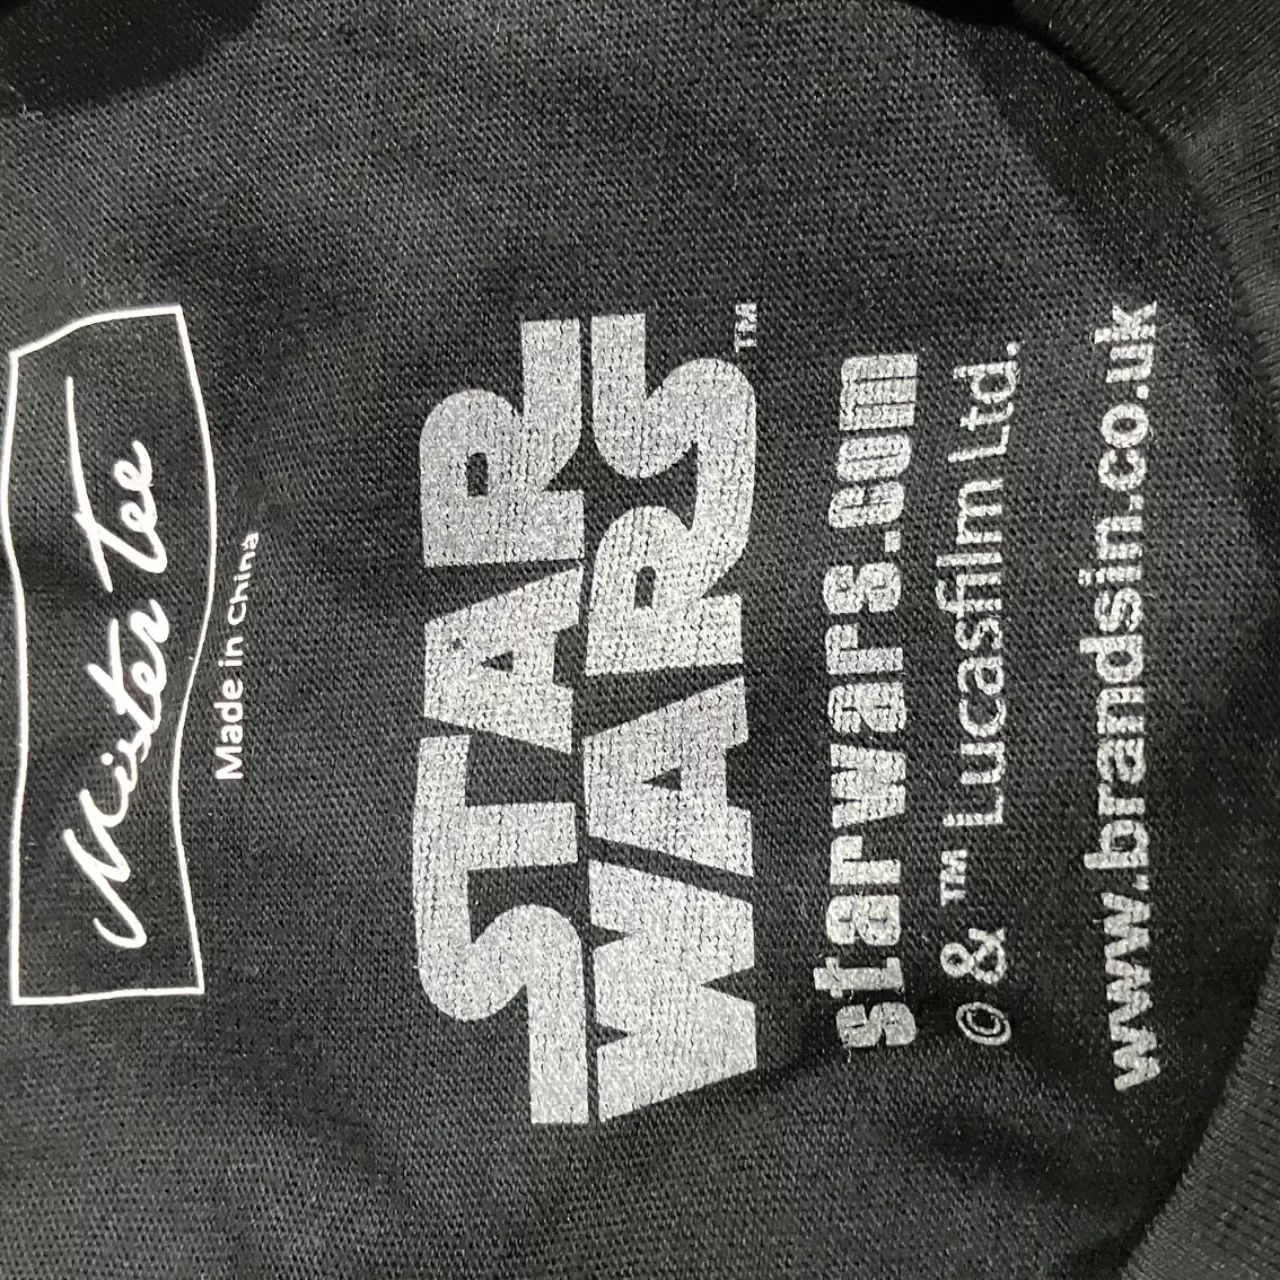 Mister Tee
Made in China
STAR
WARS™
starwars.com
© & ™ Lucasfilm Ltd.
www.brandsin.co.uk